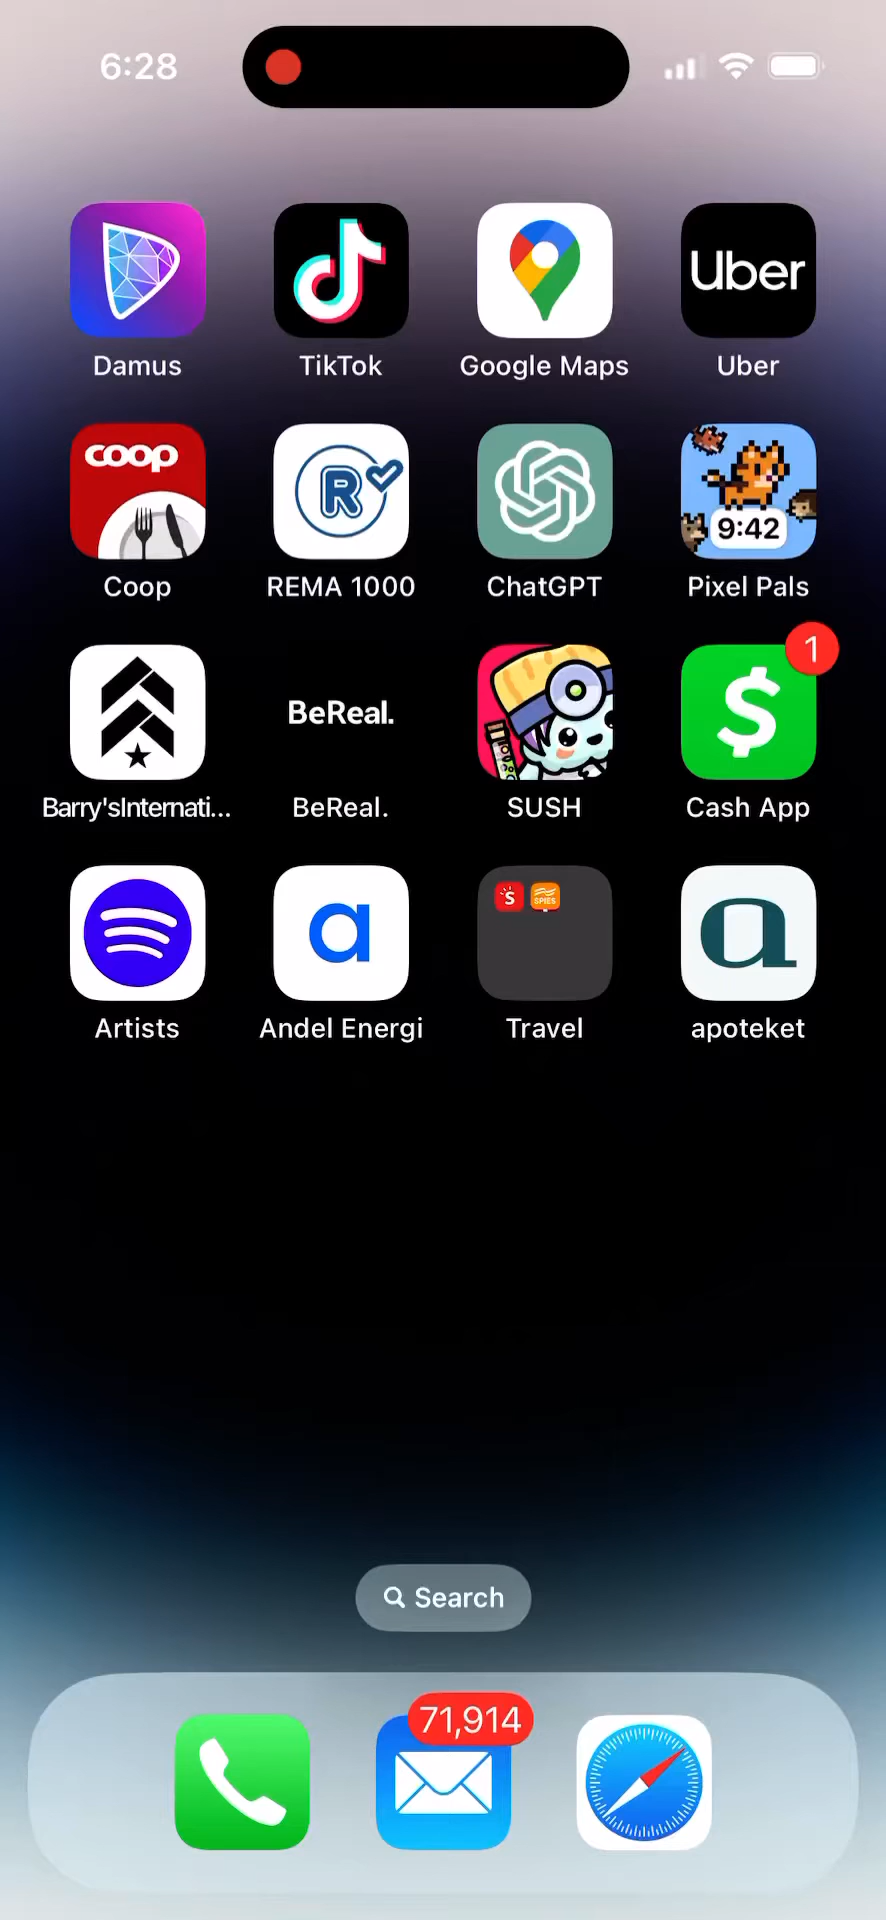 6:28
Uber
Damus
TikTok
Google Maps
Uber
coop
R
9:42
Coop
REMA 1000
ChatGPT
Pixel Pals
BeReal.
$
1
Barry'sInternati...
BeReal.
SUSH
Cash App
a
S
SPIES
a
Artists
Andel Energi
Travel
apoteket
Search
71,914